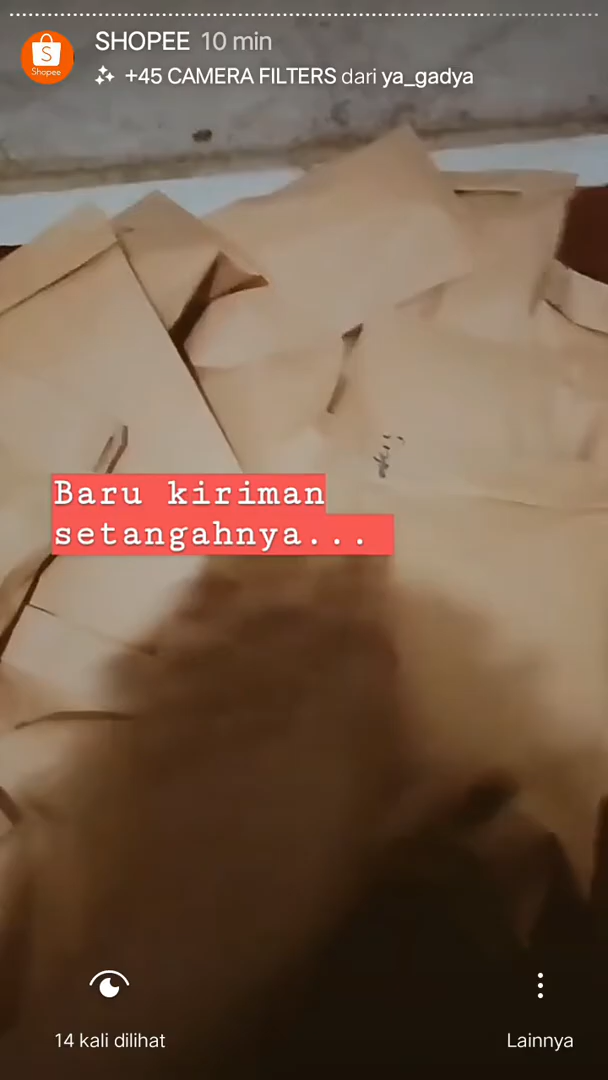 SHOPEE 10 min
+45 CAMERA FILTERS dari ya_gadya
S
Shopee
Baru kiriman
setangahnya...
14 kali dilihat
Lainnya